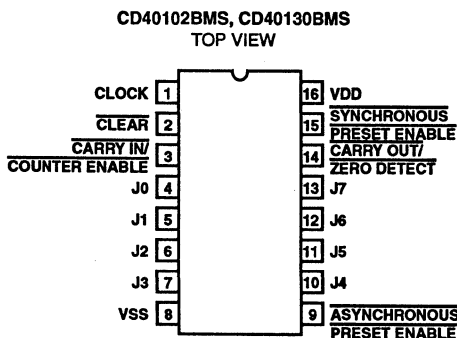 CD40102BMS, CD40130BMS
TOP VIEW
CLOCK 1
CLEAR 2
CARRY IN/
COUNTER ENABLE 3
J0 4
J1 5
J2 6
J3 7
VSS 8
16 VDD
15 SYNCHRONOUS
PRESET ENABLE
14 CARRY OUT/
ZERO DETECT
13 J7
12 J6
11 J5
10 J4
9 ASYNCHRONOUS
PRESET ENABLE